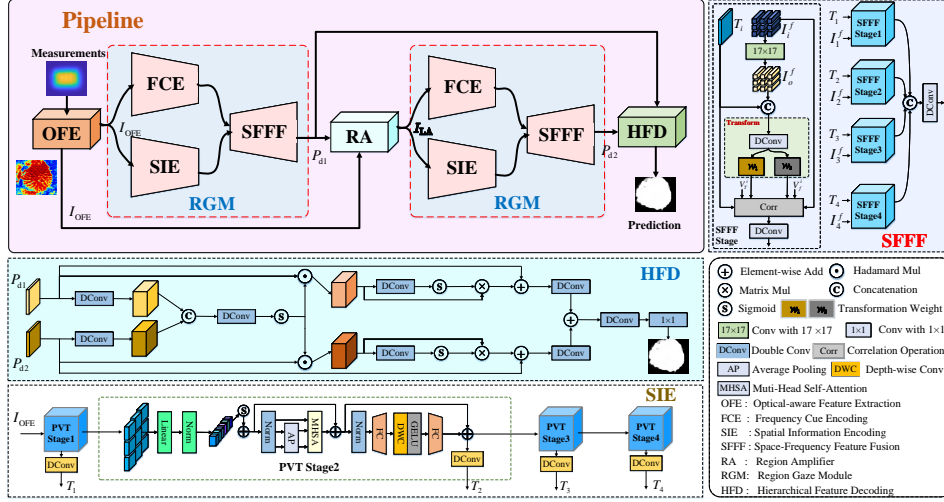 Pipeline
Measurements
OFE
I_OFE
I_OFE
FCE
SIE
SFFF
RGM
P_d1
RA
I_LA
FCE
SIE
SFFF
RGM
P_d2
HFD
Prediction
T_i
I_i^f
17×17
I_o^f
C
Transform
DConv
Corr
DConv
SFFF
Stage
T_1
I_1^f
SFFF
Stage1
T_2
I_2^f
SFFF
Stage2
T_3
I_3^f
SFFF
Stage3
T_4
I_4^f
SFFF
Stage4
C
DConv
SFFF
HFD
P_d1
DConv
P_d2
DConv
C
DConv
S
DConv
S
DConv
S
DConv
DConv
DConv
1×1
SIE
I_OFE
PVT
Stage1
DConv
T_1
Linear
Norm
S
Norm
AP
MHSA
Norm
FC
DWC
GELU
FC
PVT Stage2
DConv
T_2
PVT
Stage3
DConv
T_3
PVT
Stage4
DConv
T_4
Element-wise Add
Hadamard Mul
Matrix Mul
C Concatenation
S Sigmoid
Transformation Weight
17×17 Conv with 17 ×17
1×1 Conv with 1×1
DConv Double Conv
Corr Correlation Operation
AP Average Pooling
DWC Depth-wise Conv
MHSA Muti-Head Self-Attention
OFE : Optical-aware Feature Extraction
FCE : Frequency Cue Encoding
SIE : Spatial Information Encoding
SFFF : Space-Frequency Feature Fusion
RA : Region Amplifier
RGM: Region Gaze Module
HFD : Hierarchical Feature Decoding